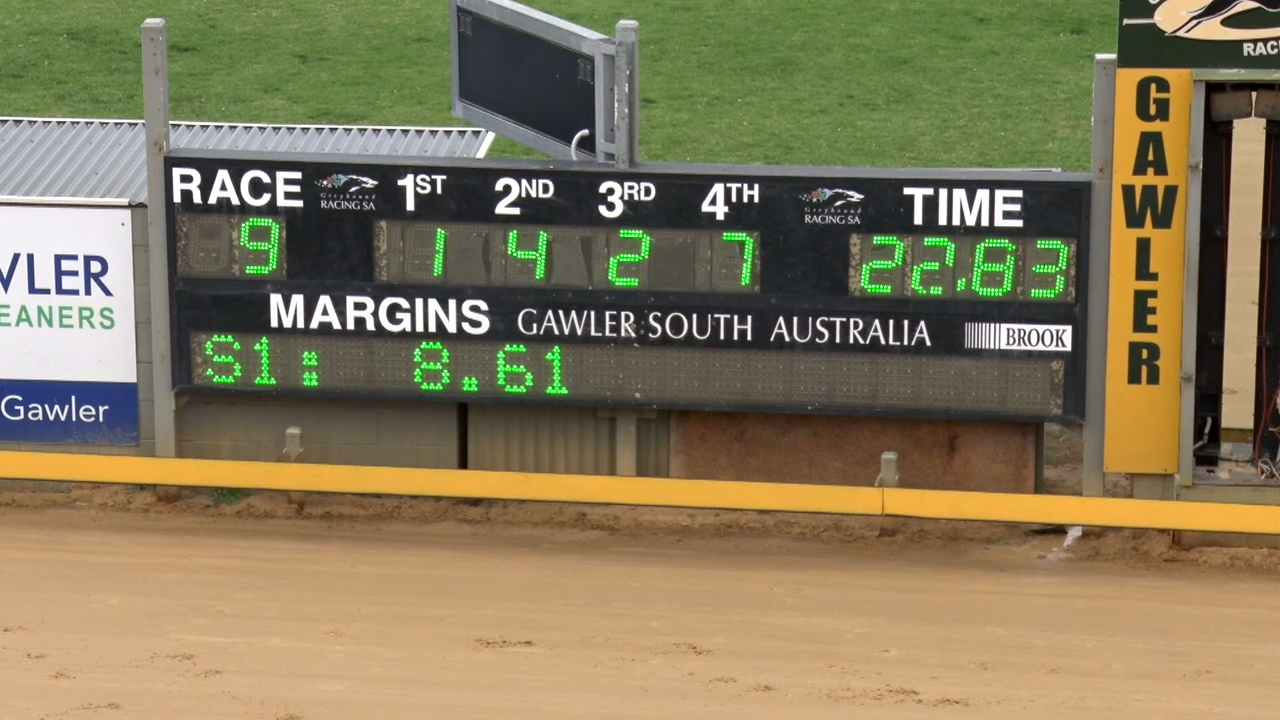 RAC
GAWLER
RACE
Greyhound
RACING SA
1ST 2ND 3RD 4TH
Greyhound
RACING SA
TIME
9 1 4 2 7 22.83
MARGINS GAWLER SOUTH AUSTRALIA BROOK
S1: 8.61
WLER
EANERS
Gawler